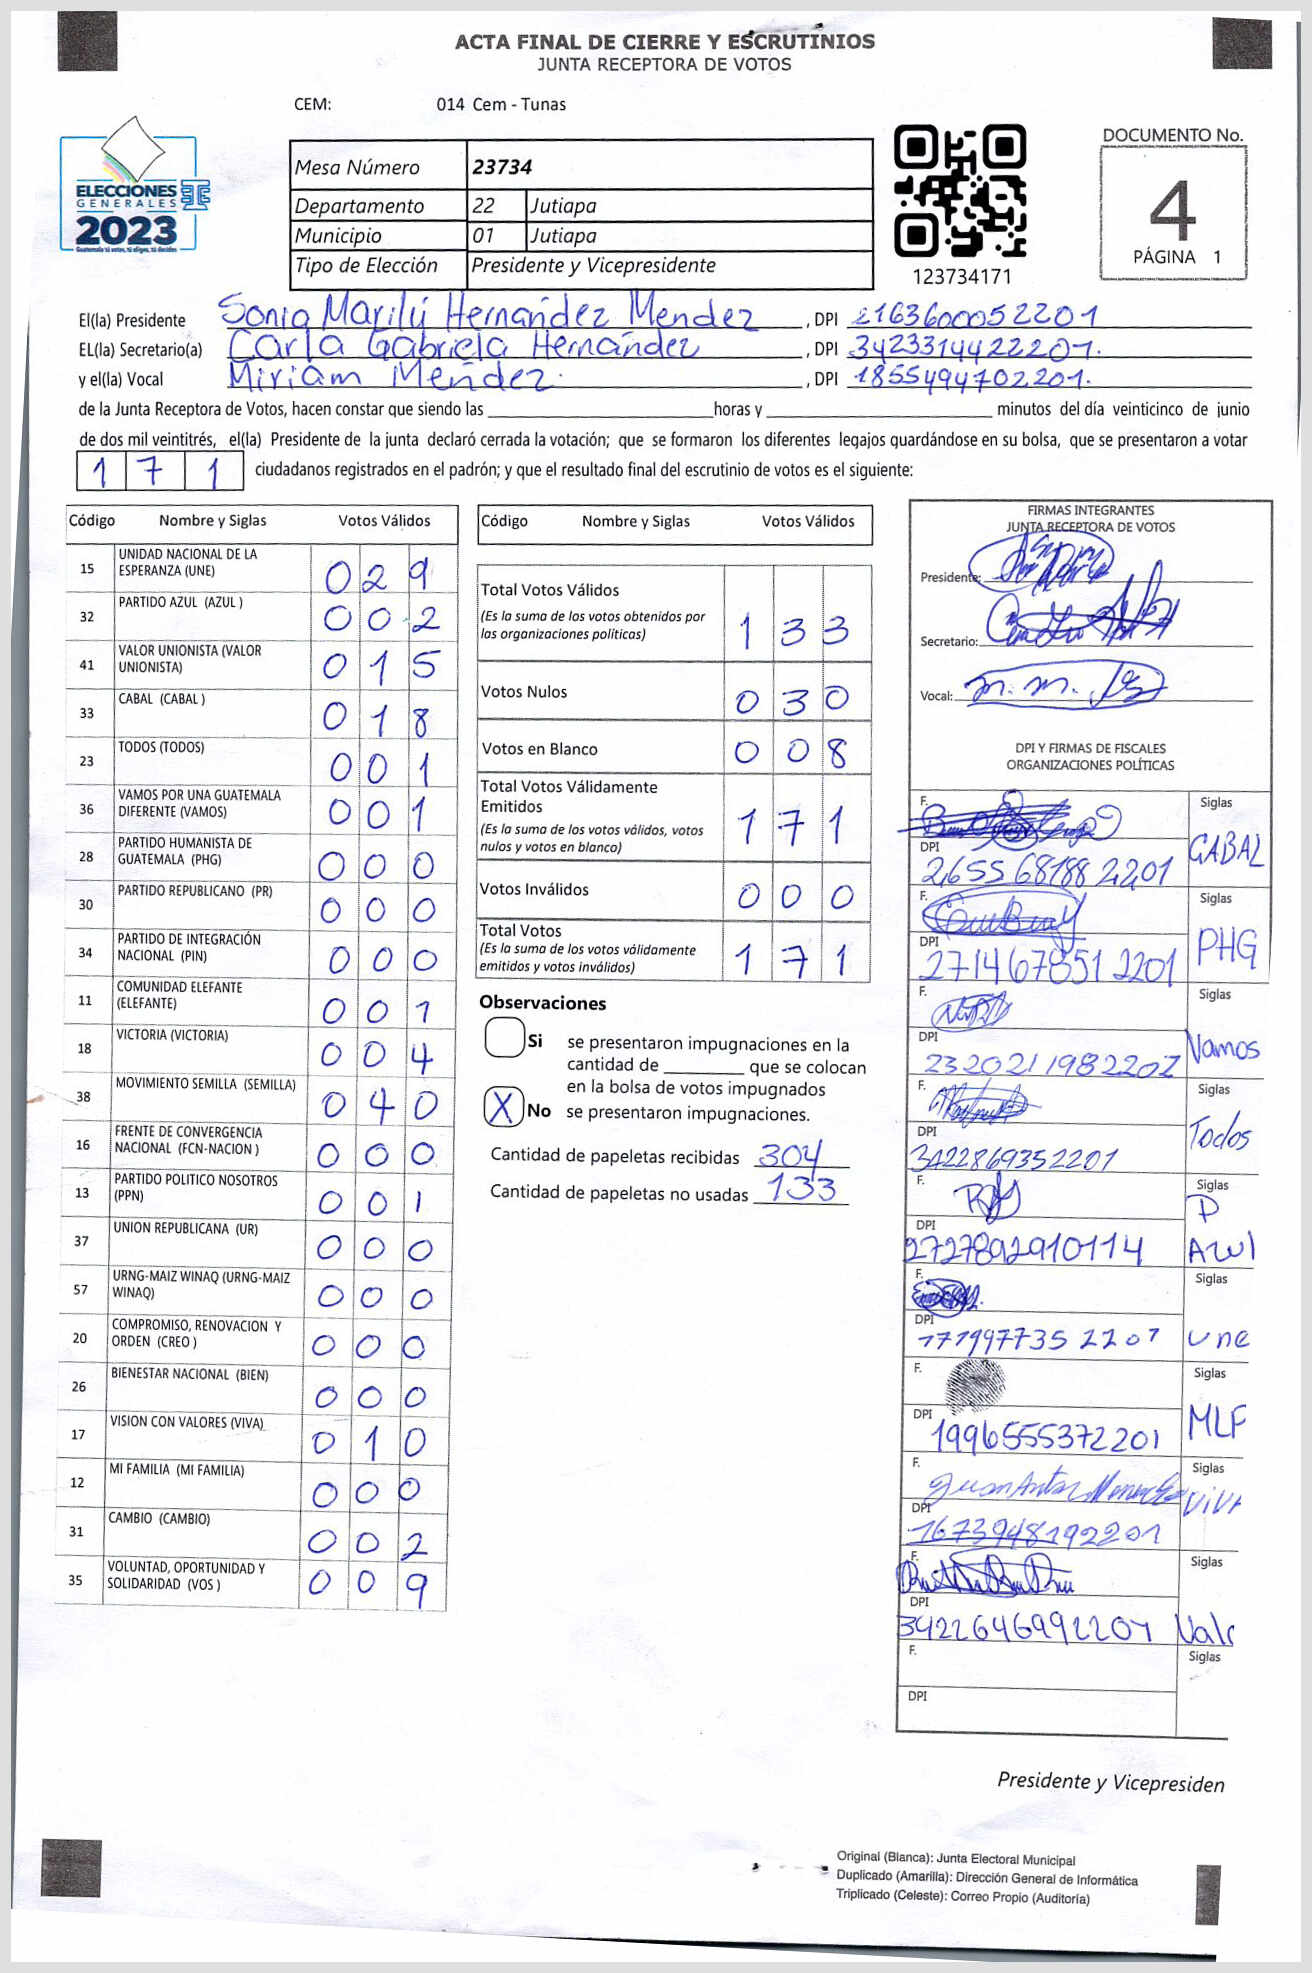 ACTA FINAL DE CIERRE Y ESCRUTINIOS
JUNTA RECEPTORA DE VOTOS
CEM: 014 Cem - Tunas
ELECCIONES
GENERALES
2023
Mesa Número 23734
Departamento 22 Jutiapa
Municipio 01 Jutiapa
Tipo de Elección Presidente y Vicepresidente
123734171
DOCUMENTO No.
4
PÁGINA 1
El(la) Presidente Sonia Marilú Hernández Mendez, DPI 2163600052201
EL(la) Secretario(a) Carla Gabriela Hernández, DPI 3423314422201.
y el(la) Vocal Miriam Mendez. , DPI 1855494702201.
de la Junta Receptora de Votos, hacen constar que siendo las horas y minutos del día veinticinco de junio
de dos mil veintitrés, el(la) Presidente de la junta declaró cerrada la votación; que se formaron los diferentes legajos guardándose en su bolsa, que se presentaron a votar
1 7 1 ciudadanos registrados en el padrón; y que el resultado final del escrutinio de votos es el siguiente:
Código Nombre y Siglas Votos Válidos
15 UNIDAD NACIONAL DE LA
ESPERANZA (UNE) 0 2 9
32 PARTIDO AZUL (AZUL ) 0 0 2
41 VALOR UNIONISTA (VALOR
UNIONISTA) 0 1 5
33 CABAL (CABAL ) 0 1 8
23 TODOS (TODOS) 0 0 1
36 VAMOS POR UNA GUATEMALA
DIFERENTE (VAMOS) 0 0 1
28 PARTIDO HUMANISTA DE
GUATEMALA (PHG) 0 0 0
30 PARTIDO REPUBLICANO (PR) 0 0 0
34 PARTIDO DE INTEGRACIÓN
NACIONAL (PIN) 0 0 0
11 COMUNIDAD ELEFANTE
(ELEFANTE) 0 0 1
18 VICTORIA (VICTORIA) 0 0 4
38 MOVIMIENTO SEMILLA (SEMILLA) 0 4 0
16 FRENTE DE CONVERGENCIA
NACIONAL (FCN-NACION ) 0 0 0
13 PARTIDO POLITICO NOSOTROS
(PPN) 0 0 1
37 UNION REPUBLICANA (UR) 0 0 0
57 URNG-MAIZ WINAQ (URNG-MAIZ
WINAQ) 0 0 0
20 COMPROMISO, RENOVACION Y
ORDEN (CREO ) 0 0 0
26 BIENESTAR NACIONAL (BIEN) 0 0 0
17 VISION CON VALORES (VIVA) 0 1 0
12 MI FAMILIA (MI FAMILIA) 0 0 0
31 CAMBIO (CAMBIO) 0 0 2
35 VOLUNTAD, OPORTUNIDAD Y
SOLIDARIDAD (VOS ) 0 0 9
Código Nombre y Siglas Votos Válidos
Total Votos Válidos
(Es la suma de los votos obtenidos por
las organizaciones políticas) 1 3 3
Votos Nulos 0 3 0
Votos en Blanco 0 0 8
Total Votos Válidamente
Emitidos
(Es la suma de los votos válidos, votos
nulos y votos en blanco) 1 7 1
Votos Inválidos 0 0 0
Total Votos
(Es la suma de los votos válidamente
emitidos y votos inválidos) 1 7 1
Observaciones
Si se presentaron impugnaciones en la
cantidad de que se colocan
en la bolsa de votos impugnados
X No se presentaron impugnaciones.
Cantidad de papeletas recibidas 304
Cantidad de papeletas no usadas 133
FIRMAS INTEGRANTES
JUNTA RECEPTORA DE VOTOS
Presidente:
Secretario:
Vocal:
DPI Y FIRMAS DE FISCALES
ORGANIZACIONES POLÍTICAS
F. Siglas
DPI CABAL
2655 68188 2201
F. Siglas
DPI PHG
271467851 2201
F. Siglas
DPI Vamos
232021198220
F. Siglas
DPI Todos
3422869352201
F. Siglas
DPI P
2727892910114 Azul
F. Siglas
DPI
177997735 2201 une
F. Siglas
DPI MLF
1996555372201
F. Siglas
DPI VIVA
1673948192201
F. Siglas
DPI
3422646992201 Valr
F. Siglas
DPI
Presidente y Vicepresiden
Original (Blanca): Junta Electoral Municipal
Duplicado (Amarilla): Dirección General de Informática
Triplicado (Celeste): Correo Propio (Auditoría)